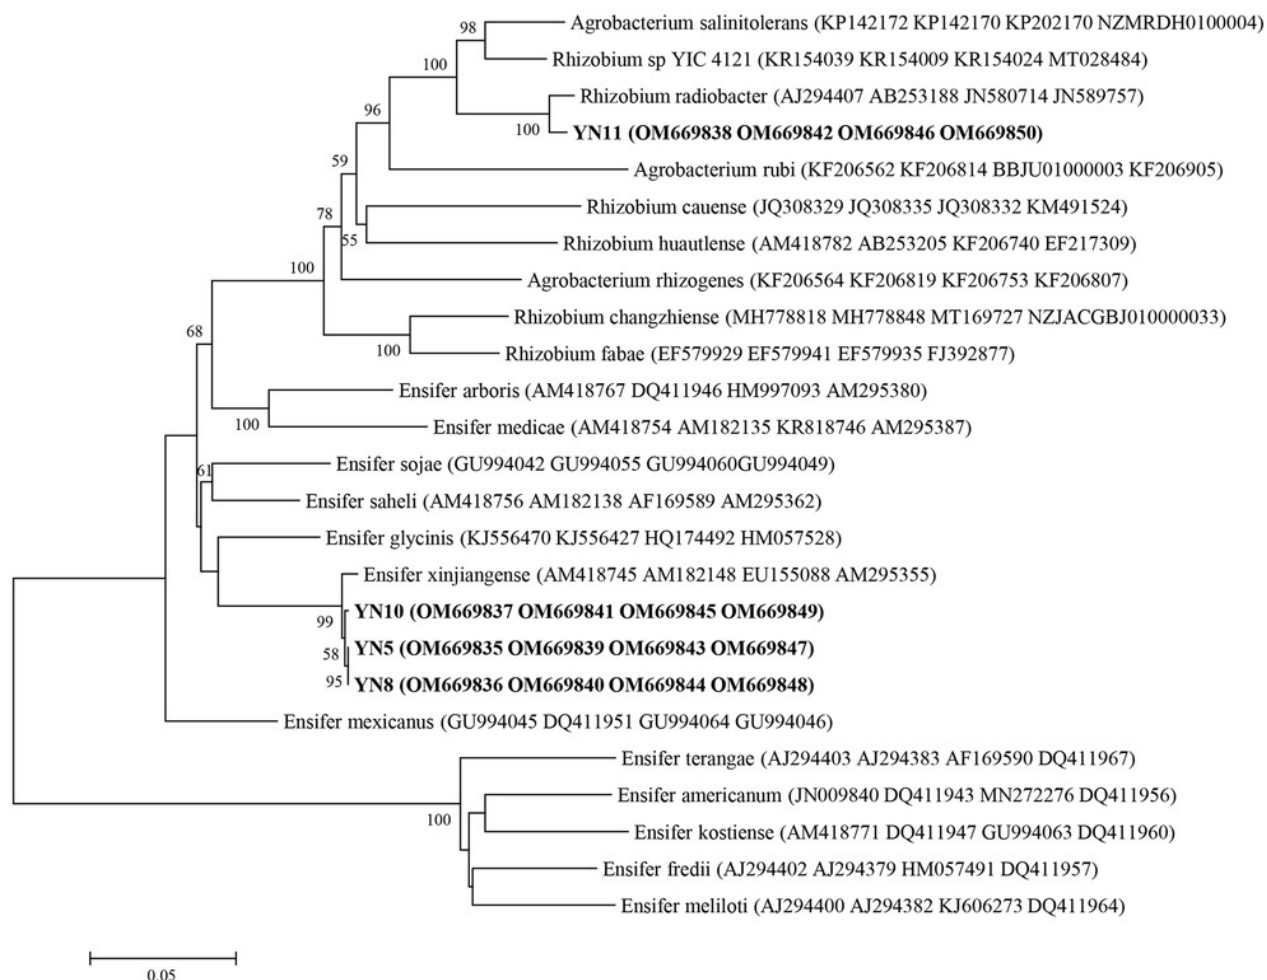 98
Agrobacterium salinitolerans (KP142172 KP142170 KP202170 NZMRDH0100004)
100
Rhizobium sp YIC 4121 (KR154039 KR154009 KR154024 MT028484)
96
Rhizobium radiobacter (AJ294407 AB253188 JN580714 JN589757)
100
YN11 (OM669838 OM669842 OM669846 OM669850)
59
Agrobacterium rubi (KF206562 KF206814 BBJU01000003 KF206905)
78
Rhizobium cauense (JQ308329 JQ308335 JQ308332 KM491524)
55
Rhizobium huautlense (AM418782 AB253205 KF206740 EF217309)
100
Agrobacterium rhizogenes (KF206564 KF206819 KF206753 KF206807)
Rhizobium changzhiense (MH778818 MH778848 MT169727 NZJACGBJ010000033)
68
100
Rhizobium fabae (EF579929 EF579941 EF579935 FJ392877)
Ensifer arboris (AM418767 DQ411946 HM997093 AM295380)
100
Ensifer medicae (AM418754 AM182135 KR818746 AM295387)
61
Ensifer sojae (GU994042 GU994055 GU994060GU994049)
Ensifer saheli (AM418756 AM182138 AF169589 AM295362)
Ensifer glycinis (KJ556470 KJ556427 HQ174492 HM057528)
Ensifer xinjiangense (AM418745 AM182148 EU155088 AM295355)
99
YN10 (OM669837 OM669841 OM669845 OM669849)
58
YN5 (OM669835 OM669839 OM669843 OM669847)
95
YN8 (OM669836 OM669840 OM669844 OM669848)
Ensifer mexicanus (GU994045 DQ411951 GU994064 GU994046)
Ensifer terangae (AJ294403 AJ294383 AF169590 DQ411967)
Ensifer americanum (JN009840 DQ411943 MN272276 DQ411956)
100
Ensifer kostiense (AM418771 DQ411947 GU994063 DQ411960)
Ensifer fredii (AJ294402 AJ294379 HM057491 DQ411957)
Ensifer meliloti (AJ294400 AJ294382 KJ606273 DQ411964)
0.05